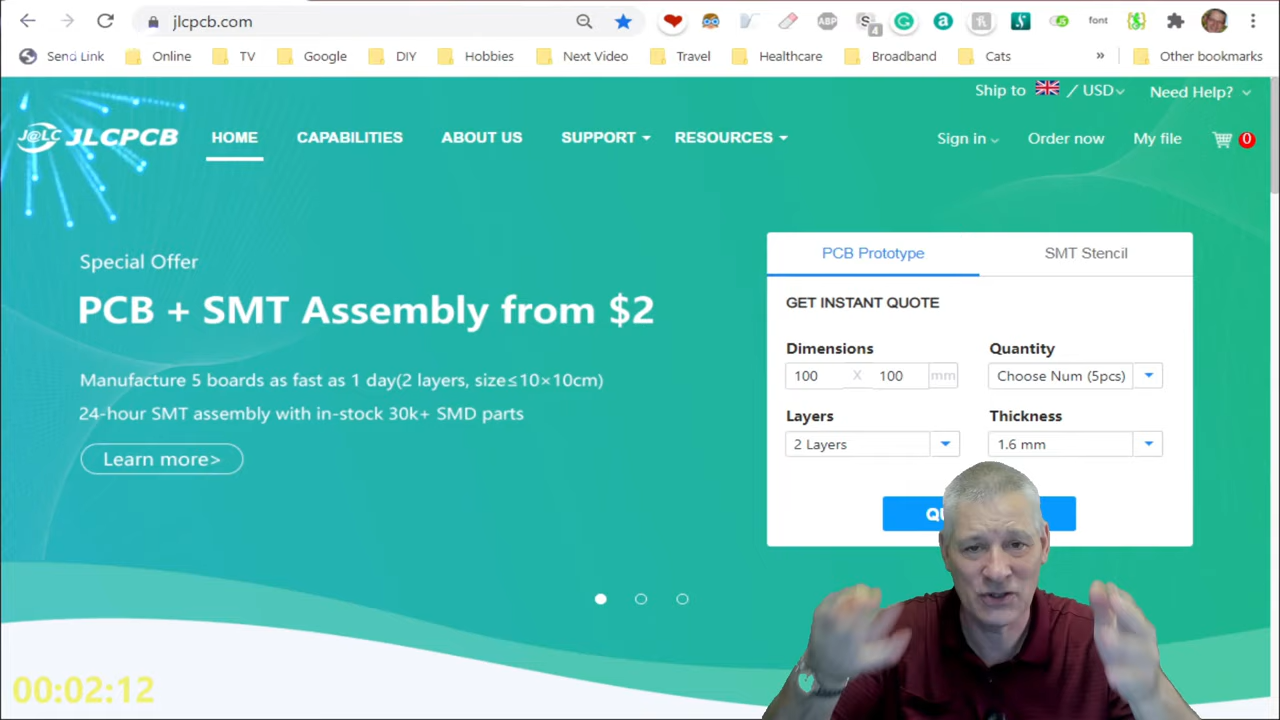 jlcpcb.com
ABP
S
4
font
Send Link
Online
TV
Google
DIY
Hobbies
Next Video
Travel
Healthcare
Broadband
Cats
»
Other bookmarks
Ship to / USD
Need Help?
J@LC JLCPCB
HOME
CAPABILITIES
ABOUT US
SUPPORT
RESOURCES
Sign in
Order now
My file
0
Special Offer
PCB + SMT Assembly from $2
Manufacture 5 boards as fast as 1 day(2 layers, size≤10×10cm)
24-hour SMT assembly with in-stock 30k+ SMD parts
Learn more>
PCB Prototype
SMT Stencil
GET INSTANT QUOTE
Dimensions
Quantity
100 X 100 mm
Choose Num (5pcs)
Layers
Thickness
2 Layers
1.6 mm
00:02:12